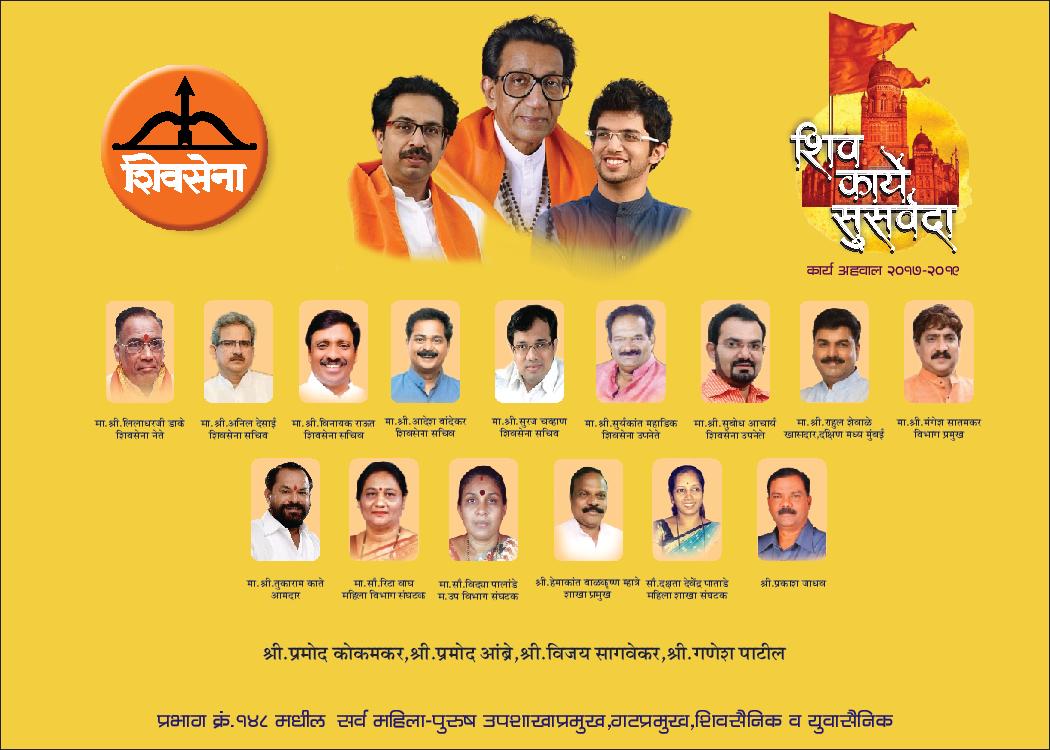 शिवसेना
शिव
कार्य
सुसंवदा
कार्य अहवाल २०१७-२०१९
मा.श्री.लिलाधरजी डाके
शिवसेना नेते
मा.श्री.अनिल देसाई
शिवसेना सचिव
मा.श्री.विनायक राऊत
शिवसेना सचिव
मा.श्री.आदेश बांदेकर
शिवसेना सचिव
मा.श्री.सुरज चव्हाण
शिवसेना सचिव
मा.श्री.सुर्यकांत महाडिक
शिवसेना उपनेते
मा.श्री.सुबोध आचार्य
शिवसेना उपनेते
मा.श्री.राहुल शेवाळे
खासदार,दक्षिण मध्य मुंबई
मा.श्री.मंगेश सातमकर
विभाग प्रमुख
मा.श्री.तुकाराम काते
आमदार
मा.सौ.रिटा वाघ
महिला विभाग संघटक
मा.सौ.विद्या पालांडे
म.उप विभाग संघटक
श्री.हेमाकांत बाळकृष्ण म्हात्रे
शाखा प्रमुख
सौ.दक्षता देवेंद्र पाताडे
महिला शाखा संघटक
श्री.प्रकाश जाधव
श्री.प्रमोद कोकमकर,श्री.प्रमोद आंब्रे,श्री.विजय सागवेकर,श्री.गणेश पाटील
प्रभाग क्रं.१४८ मधील सर्व महिला-पुरुष उपशाखाप्रमुख,गटप्रमुख,शिवसैनिक व युवासैनिक